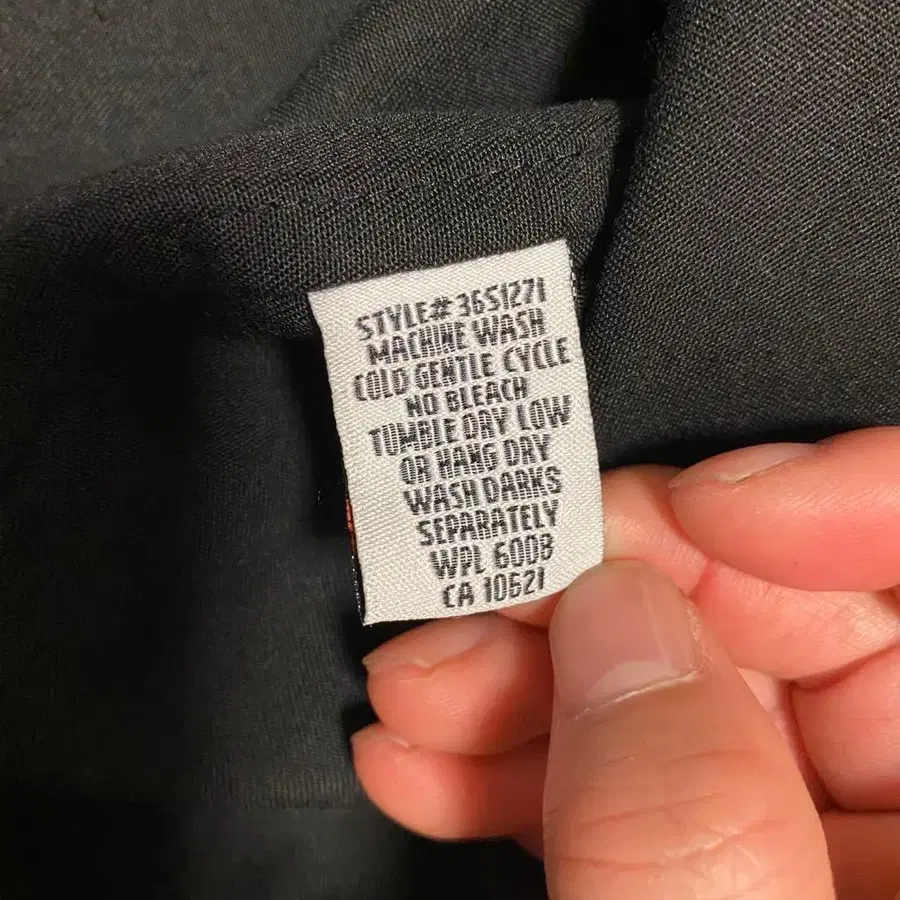 STYLE# 3651271
MACHINE WASH
COLD GENTLE CYCLE
NO BLEACH
TUMBLE DRY LOW
OR HANG DRY
WASH DARKS
SEPARATELY
WPL 6008
CA 10621